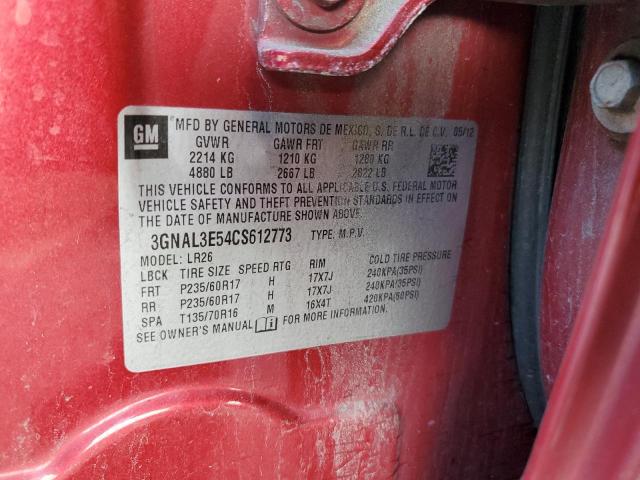 GM
MFD BY GENERAL MOTORS DE MEXICO, S. DE R.L. DE C.V. 05/12
GVWR GAWR FRT GAWR RR
2214 KG 1210 KG 1280 KG
4880 LB 2667 LB 2822 LB
THIS VEHICLE CONFORMS TO ALL APPLICABLE U.S. FEDERAL MOTOR
VEHICLE SAFETY AND THEFT PREVENTION STANDARDS IN EFFECT ON
THE DATE OF MANUFACTURE SHOWN ABOVE.
3GNAL3E54CS612773 TYPE: M.P.V.
MODEL: LR26
LBCK TIRE SIZE SPEED RTG RIM COLD TIRE PRESSURE
FRT P235/60R17 H 17X7J 240KPA(35PSI)
RR P235/60R17 H 17X7J 240KPA(35PSI)
SPA T135/70R16 M 16X4T 420KPA(60PSI)
SEE OWNER'S MANUAL FOR MORE INFORMATION.